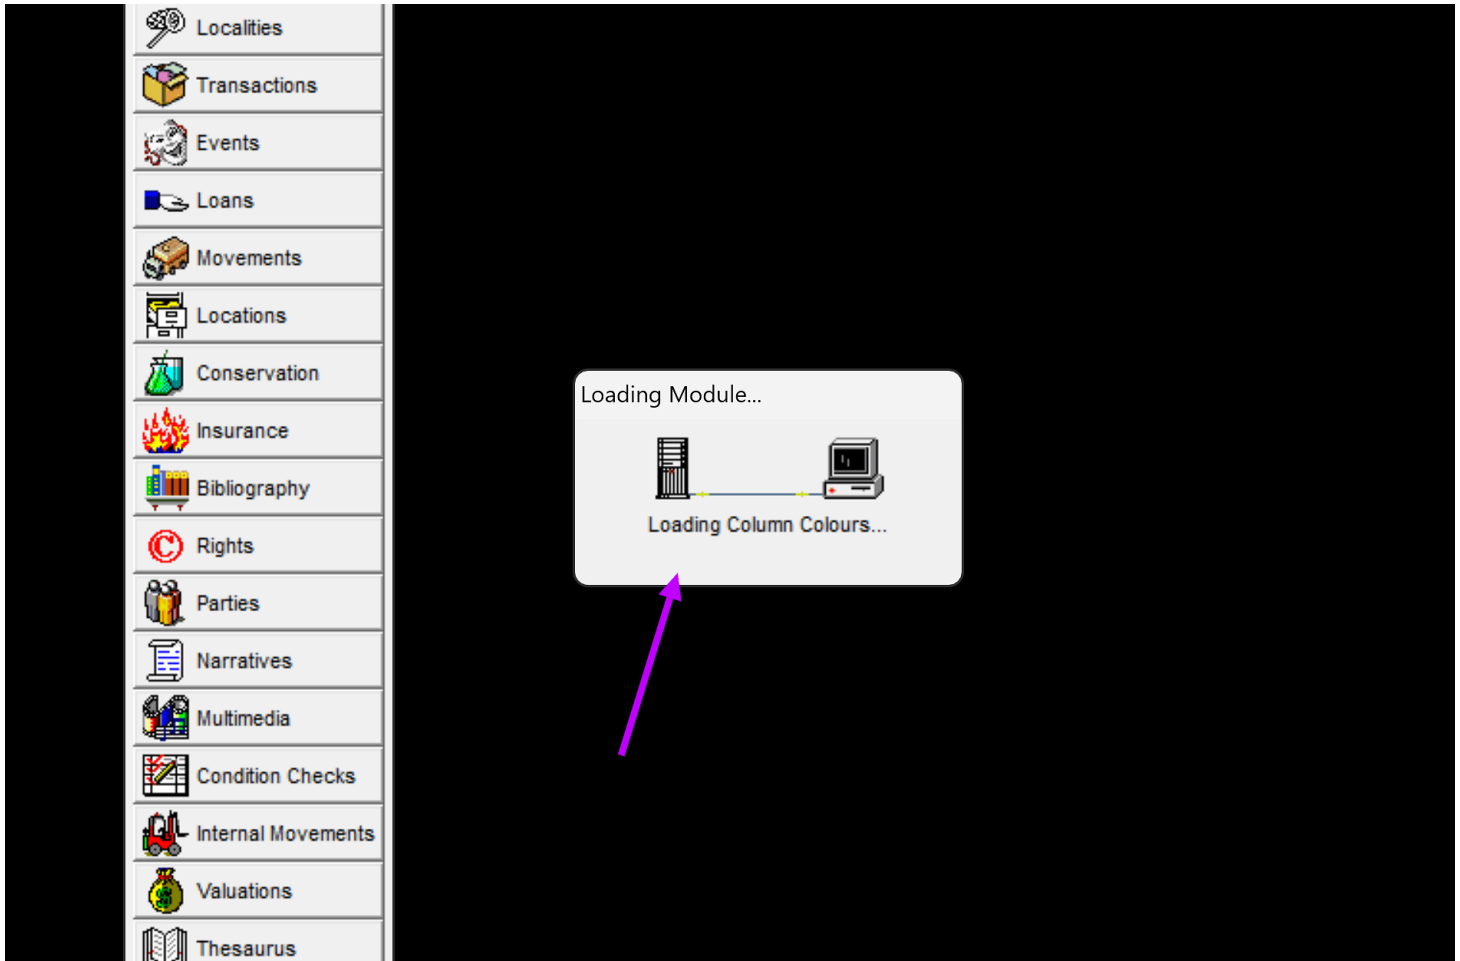 Localities
Transactions
Events
Loans
Movements
Locations
Conservation
Insurance
Bibliography
Rights
Parties
Narratives
Multimedia
Condition Checks
Internal Movements
Valuations
Thesaurus
Loading Module...
Loading Column Colours...